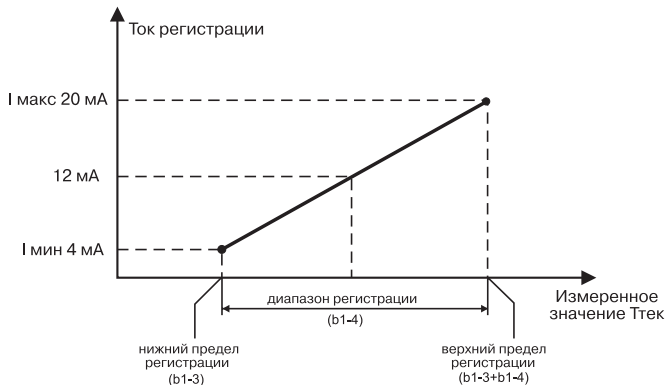 Ток регистрации
I макс 20 мА
12 мА
I мин 4 мА
диапазон регистрации
(b1-4)
Измеренное
значение Ттек
нижний предел
регистрации
(b1-3)
верхний предел
регистрации
(b1-3+b1-4)